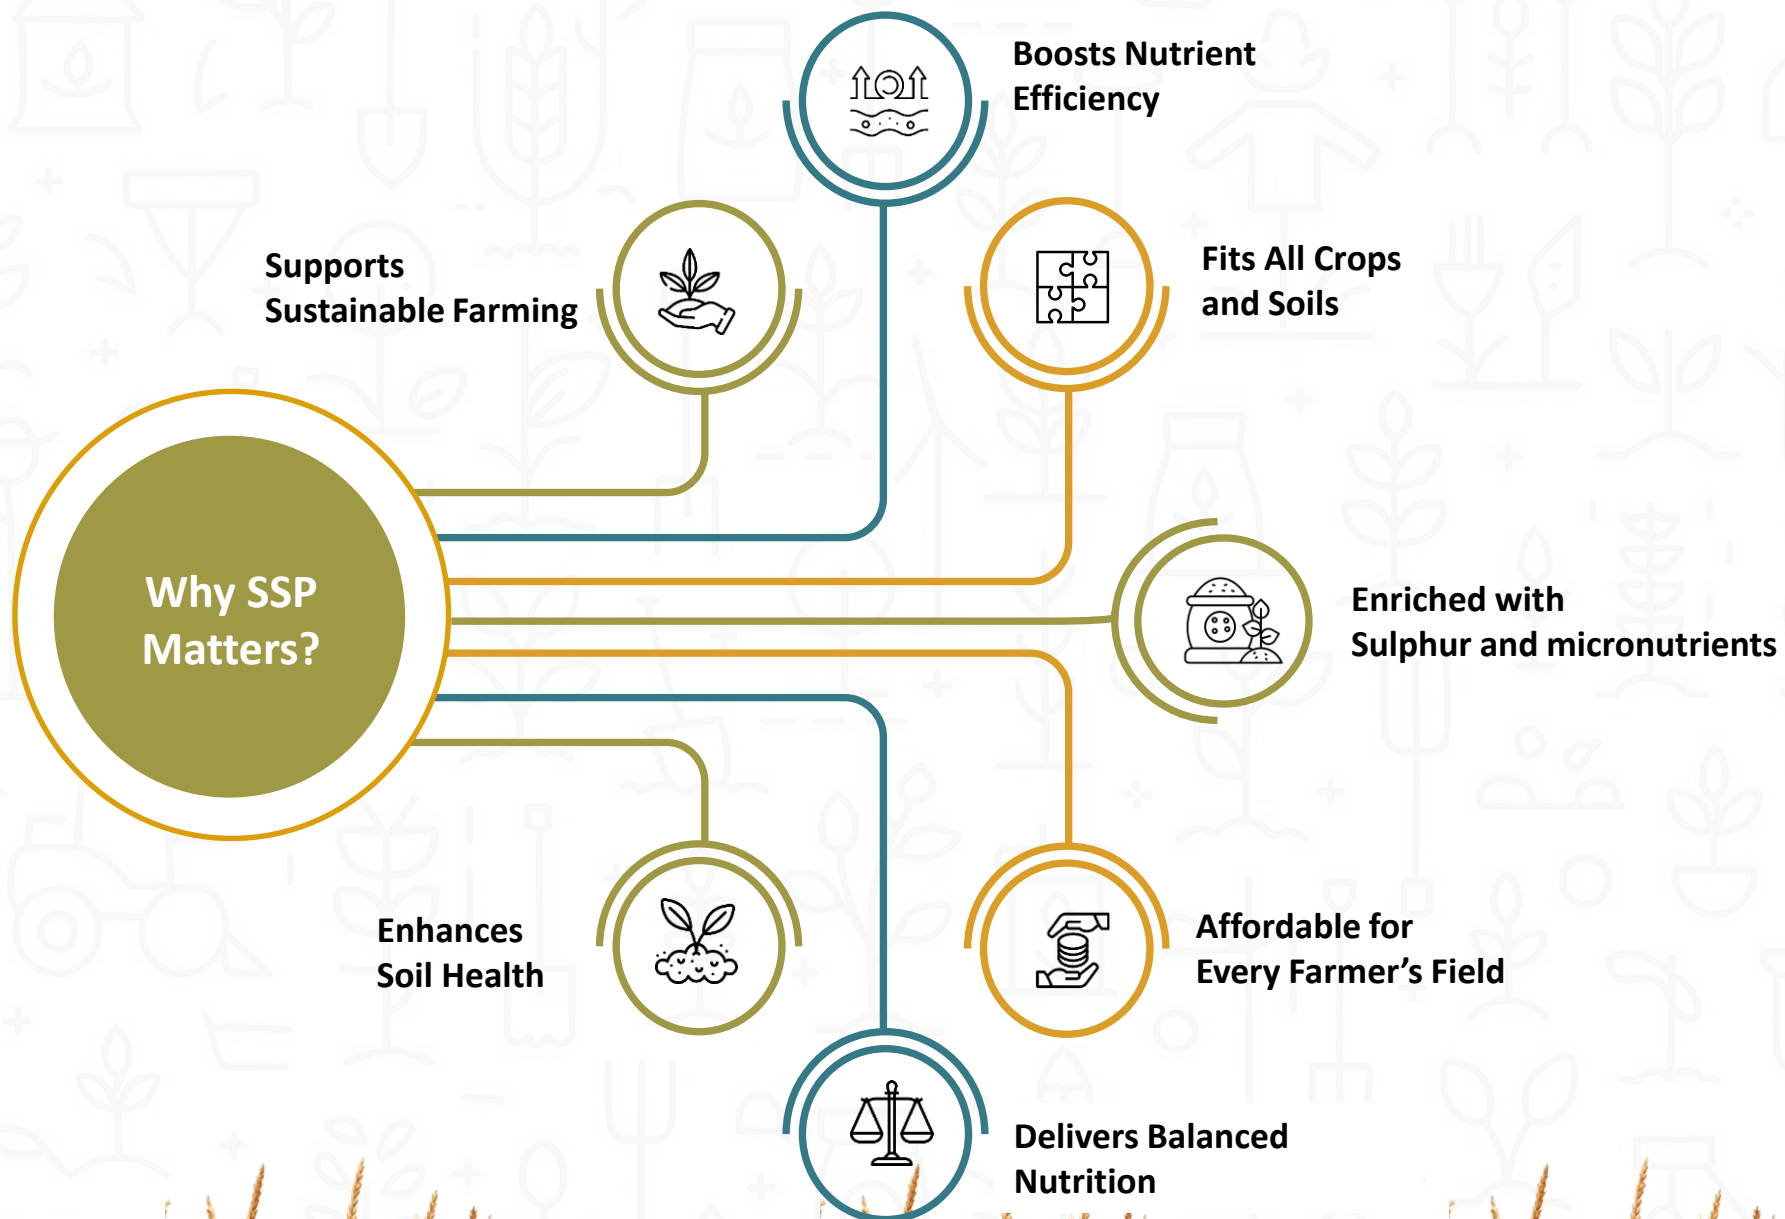 Boosts Nutrient
Efficiency
Supports
Sustainable Farming
Fits All Crops
and Soils
Why SSP
Matters?
Enriched with
Sulphur and micronutrients
Enhances
Soil Health
Affordable for
Every Farmer’s Field
Delivers Balanced
Nutrition